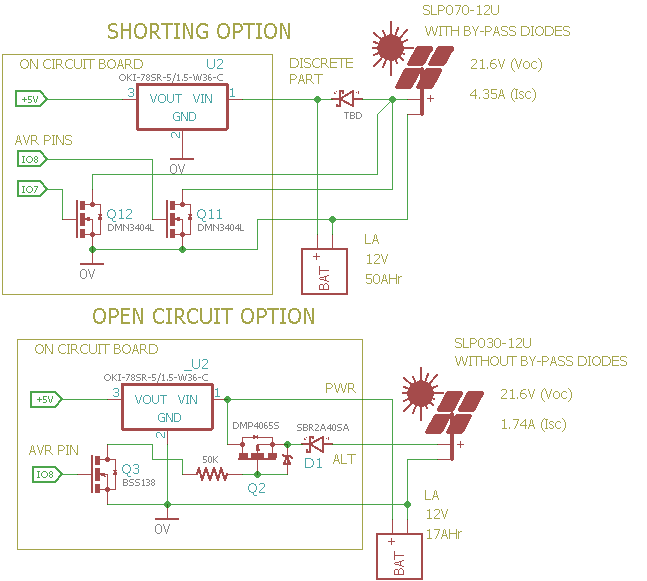 SHORTING OPTION
SLP070-12U
WITH BY-PASS DIODES
ON CIRCUIT BOARD
U2
DISCRETE
PART
21.6V (Voc)
OKI-78SR-5/1.5-W36-C
+5V
3
VOUT VIN
1
4.35A (Isc)
GND
+
TBD
2
AVR PINS
0V
IO8
IO7
Q12
DMN3404L
Q11
DMN3404L
0V
LA
12V
50AHr
+
BAT
OPEN CIRCUIT OPTION
SLP030-12U
WITHOUT BY-PASS DIODES
ON CIRCUIT BOARD
_U2
OKI-78SR-5/1.5-W36-C
PWR
21.6V (Voc)
+5V
3
VOUT VIN
1
1.74A (Isc)
GND
DMP4065S
SBR2A40SA
2
+
AVR PIN
D1
ALT
50K
IO8
Q3
BSS138
Q2
0V
LA
12V
17AHr
+
BAT